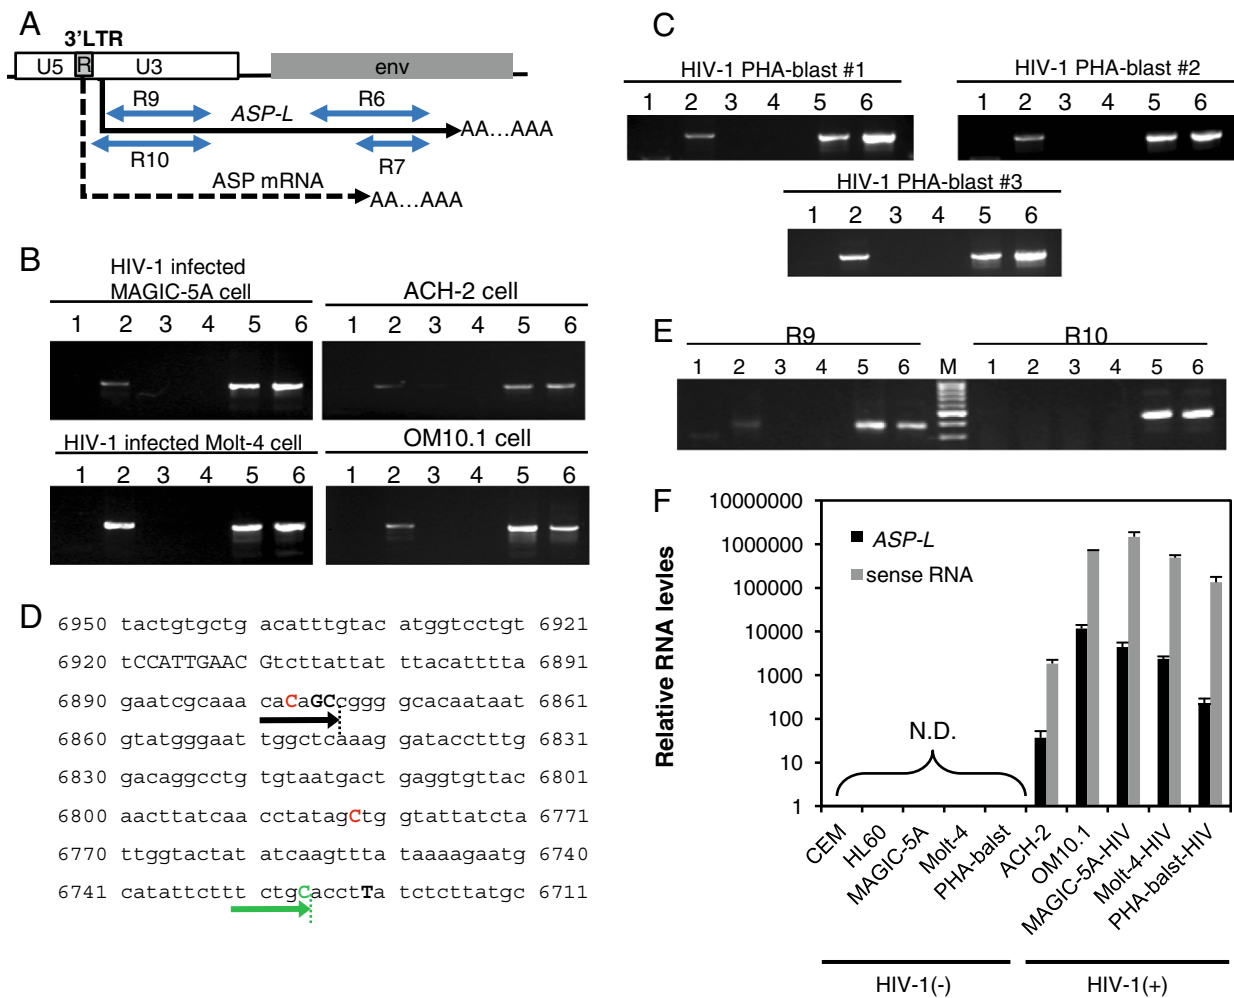 A
3'LTR
U5 R U3 env
R9 ASP-L R6
AA...AAA
R10 R7
ASP mRNA
AA...AAA
B
HIV-1 infected
MAGIC-5A cell
1 2 3 4 5 6
ACH-2 cell
1 2 3 4 5 6
HIV-1 infected Molt-4 cell
1 2 3 4 5 6
OM10.1 cell
1 2 3 4 5 6
C
HIV-1 PHA-blast #1
1 2 3 4 5 6
HIV-1 PHA-blast #2
1 2 3 4 5 6
HIV-1 PHA-blast #3
1 2 3 4 5 6
D
6950 tactgtgctg acatttgtac atggtcctgt 6921
6920 tCCATTGAAC Gtcttattat ttacatttta 6891
6890 gaatcgcaaa caCaGCcggg gcacaataat 6861
6860 gtatgggaat tggctcaaag gatacctttg 6831
6830 gacaggcctg tgtaatgact gaggtgttac 6801
6800 aacttatcaa cctatagCtg gtattatcta 6771
6770 ttggtactat atcaagttta taaaagaatg 6740
6741 catattcttt ctgCaccttTa tctcttatgc 6711
E
R9 R10
1 2 3 4 5 6 M 1 2 3 4 5 6
F
Relative RNA levles
10000000
1000000
100000
10000
1000
100
10
1
ASP-L
sense RNA
N.D.
CEM
HL60
MAGIC-5A
Molt-4
PHA-balst
ACH-2
OM10.1
MAGIC-5A-HIV
Molt-4-HIV
PHA-balst-HIV
HIV-1(-)
HIV-1(+)